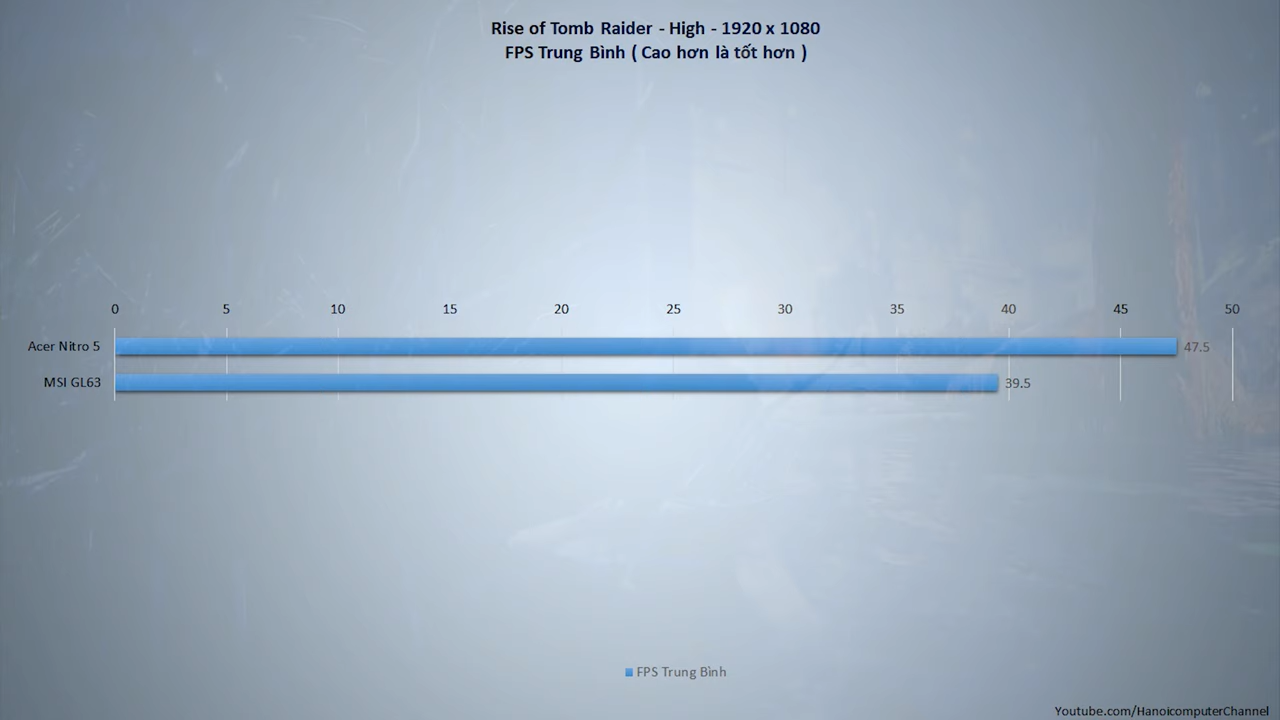 Rise of Tomb Raider - High - 1920 x 1080
FPS Trung Bình ( Cao hơn là tốt hơn )
0 5 10 15 20 25 30 35 40 45 50
Acer Nitro 5 47.5
MSI GL63 39.5
FPS Trung Bình
Youtube.com/HanoicomputerChannel